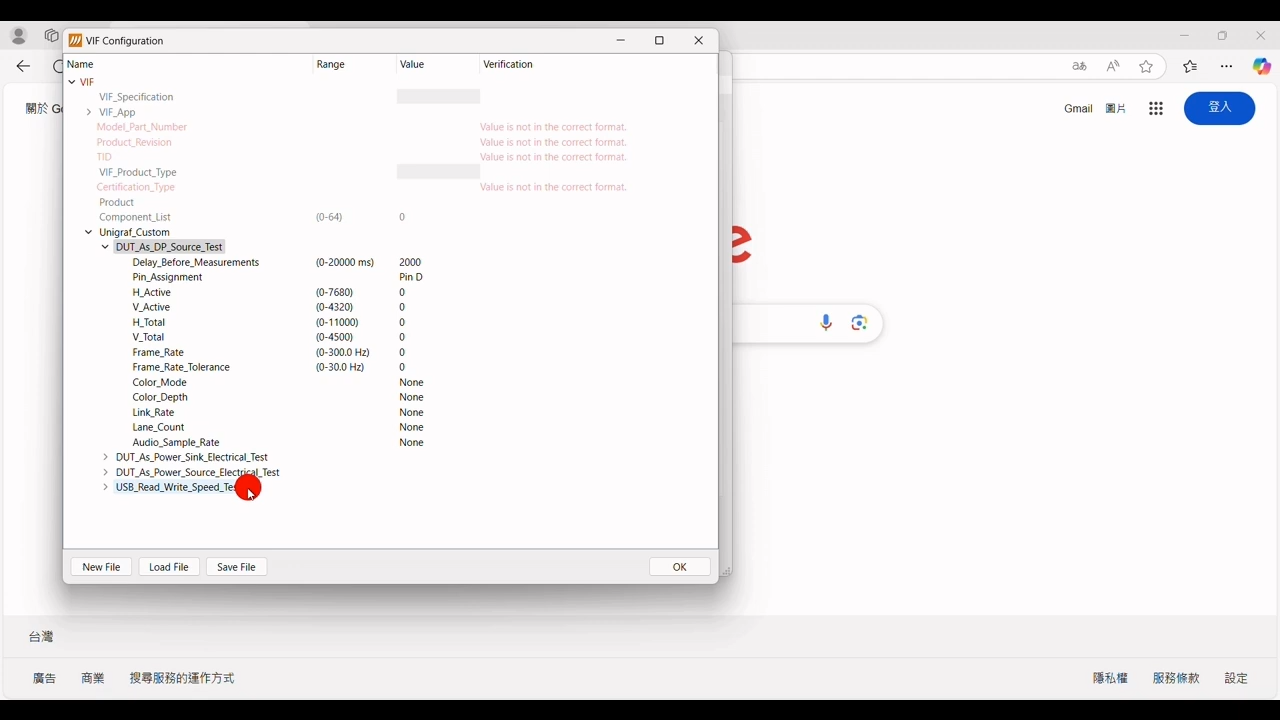 VIF Configuration
Name Range Value Verification
VIF
VIF_Specification
VIF_App
Model_Part_Number Value is not in the correct format.
Product_Revision Value is not in the correct format.
TID Value is not in the correct format.
VIF_Product_Type
Certification_Type Value is not in the correct format.
Product
Component_List (0-64) 0
Unigraf_Custom
DUT_As_DP_Source_Test
Delay_Before_Measurements (0-20000 ms) 2000
Pin_Assignment Pin D
H_Active (0-7680) 0
V_Active (0-4320) 0
H_Total (0-11000) 0
V_Total (0-4500) 0
Frame_Rate (0-300.0 Hz) 0
Frame_Rate_Tolerance (0-30.0 Hz) 0
Color_Mode None
Color_Depth None
Link_Rate None
Lane_Count None
Audio_Sample_Rate None
DUT_As_Power_Sink_Electrical_Test
DUT_As_Power_Source_Electrical_Test
USB_Read_Write_Speed_Te
New File Load File Save File OK
關於 G
Gmail 圖片 登入
e
台灣
廣告 商業 搜尋服務的運作方式 隱私權 服務條款 設定